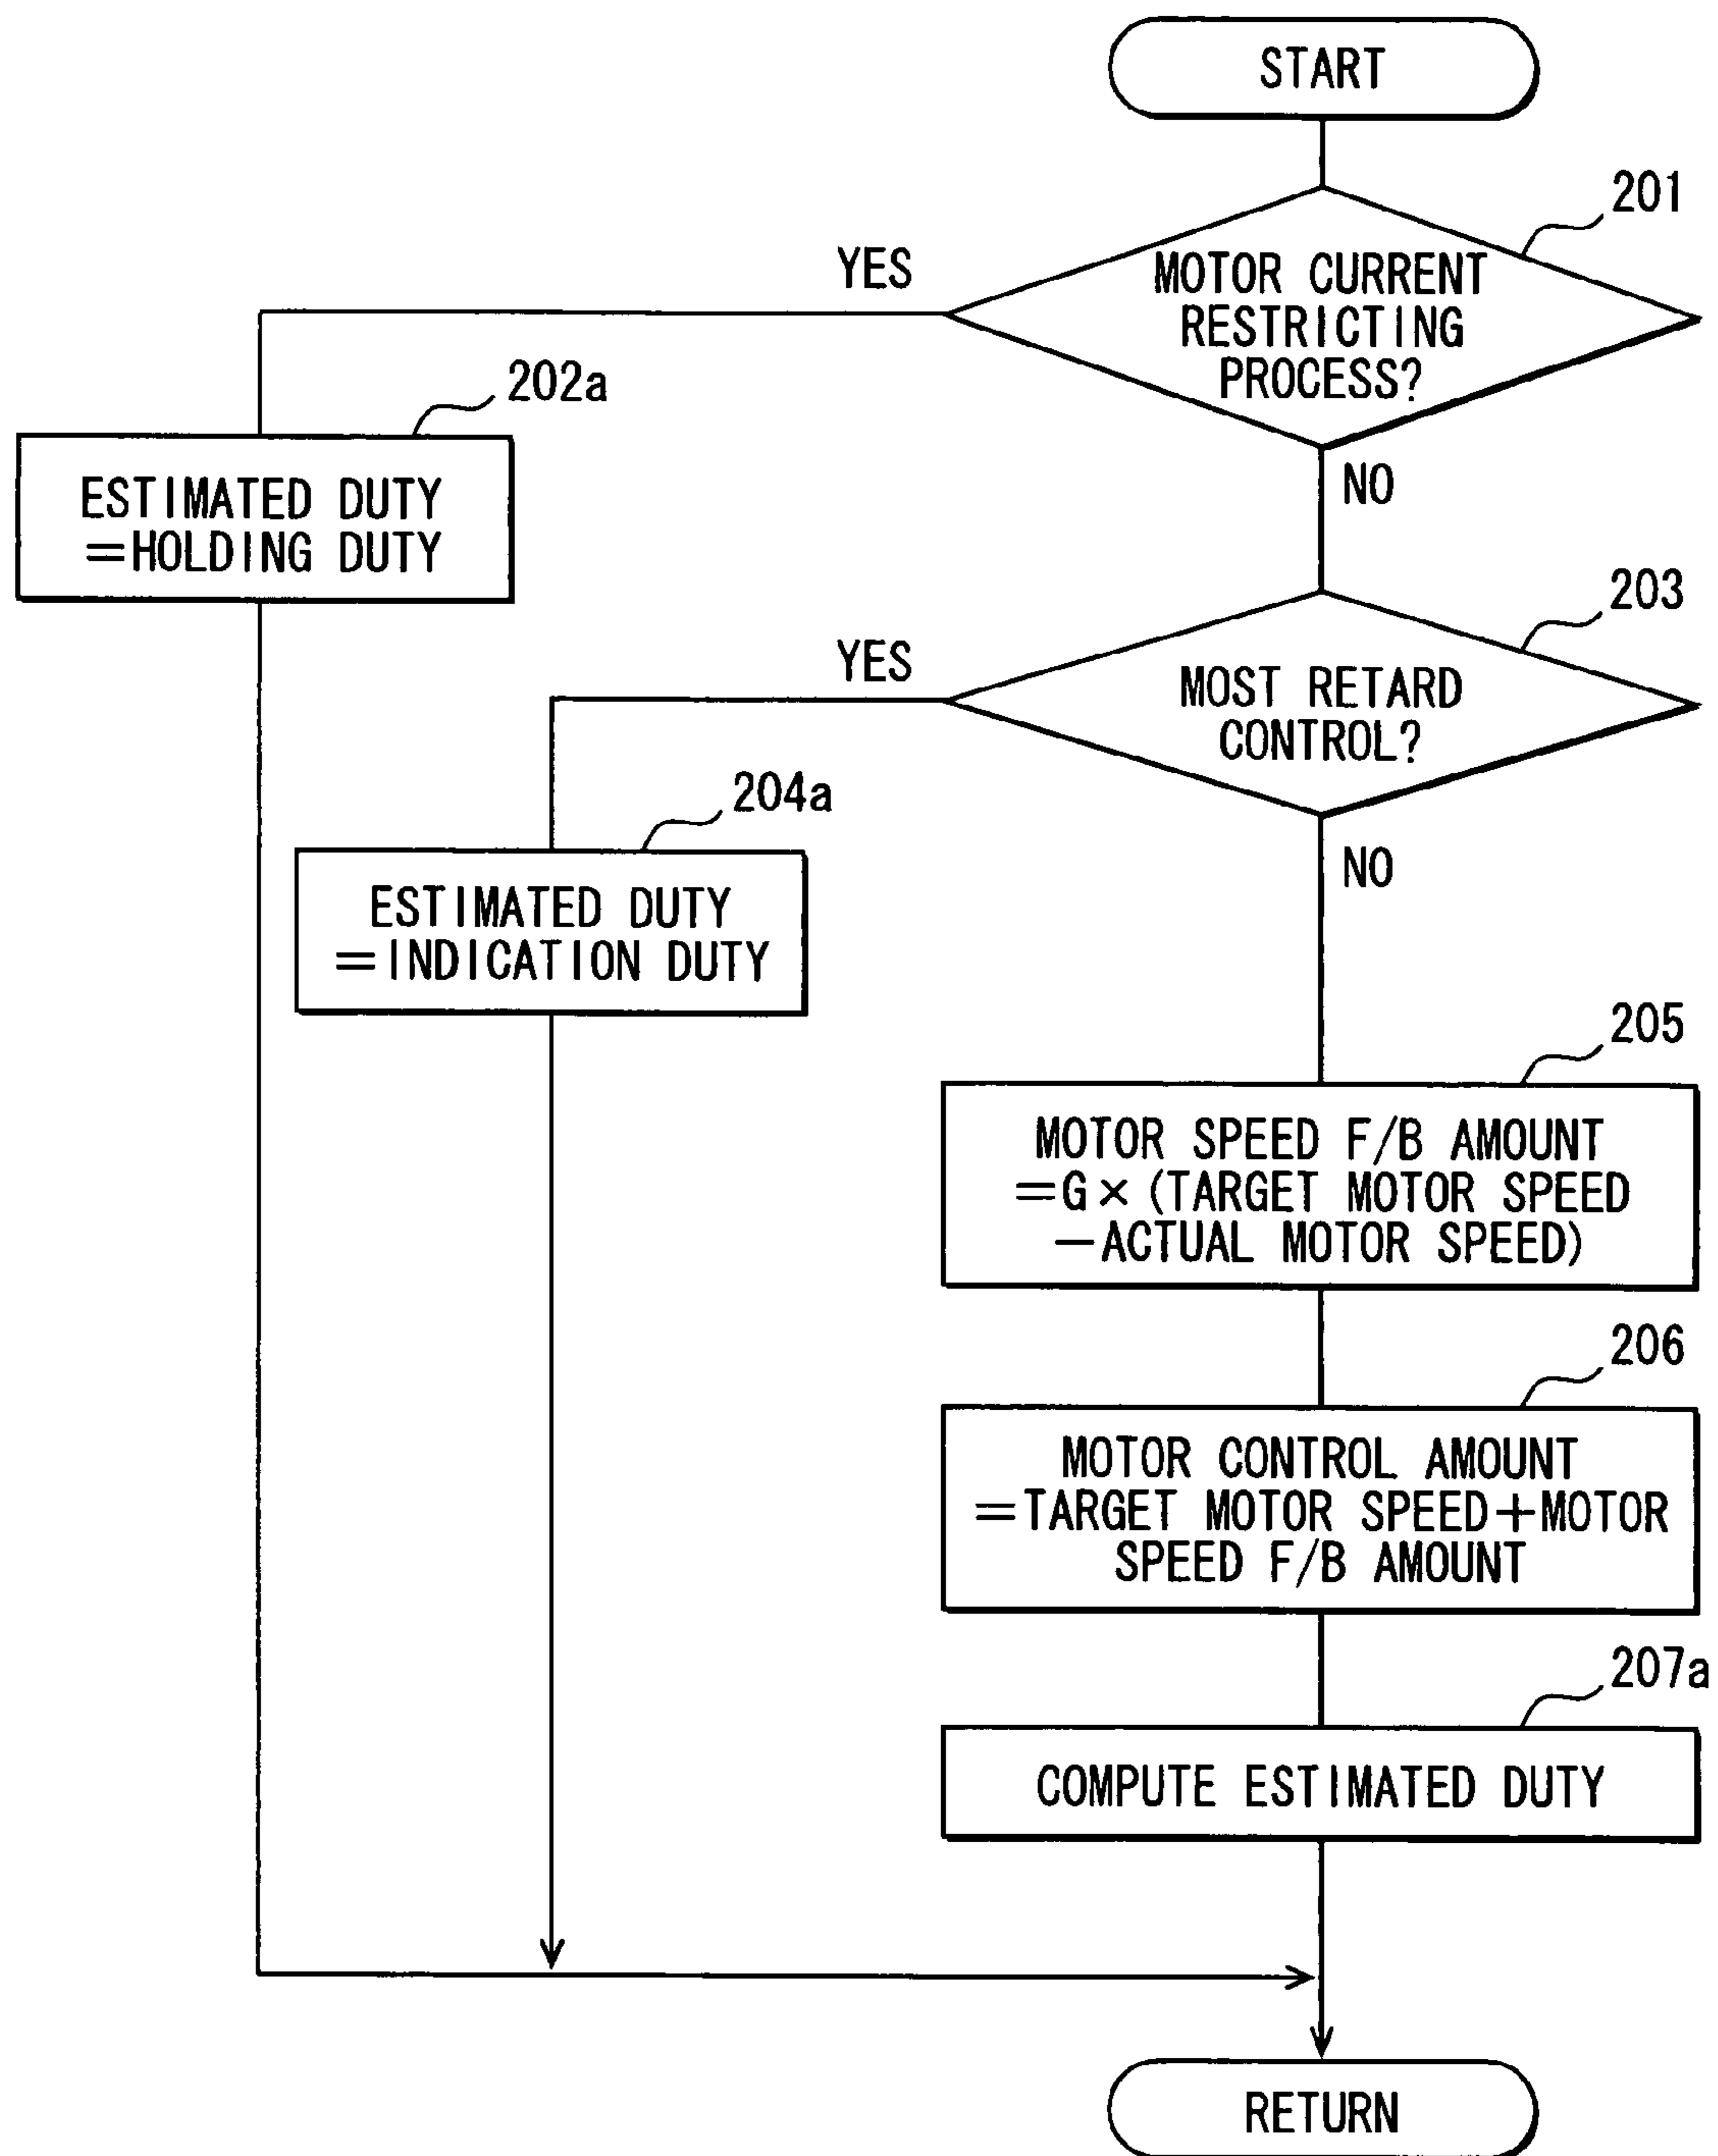 START
201
MOTOR CURRENT
RESTRICTING
PROCESS?
YES
NO
202a
ESTIMATED DUTY
=HOLDING DUTY
203
MOST RETARD
CONTROL?
YES
NO
204a
ESTIMATED DUTY
=INDICATION DUTY
205
MOTOR SPEED F/B AMOUNT
=G×(TARGET MOTOR SPEED
−ACTUAL MOTOR SPEED)
206
MOTOR CONTROL AMOUNT
=TARGET MOTOR SPEED+MOTOR
SPEED F/B AMOUNT
207a
COMPUTE ESTIMATED DUTY
RETURN